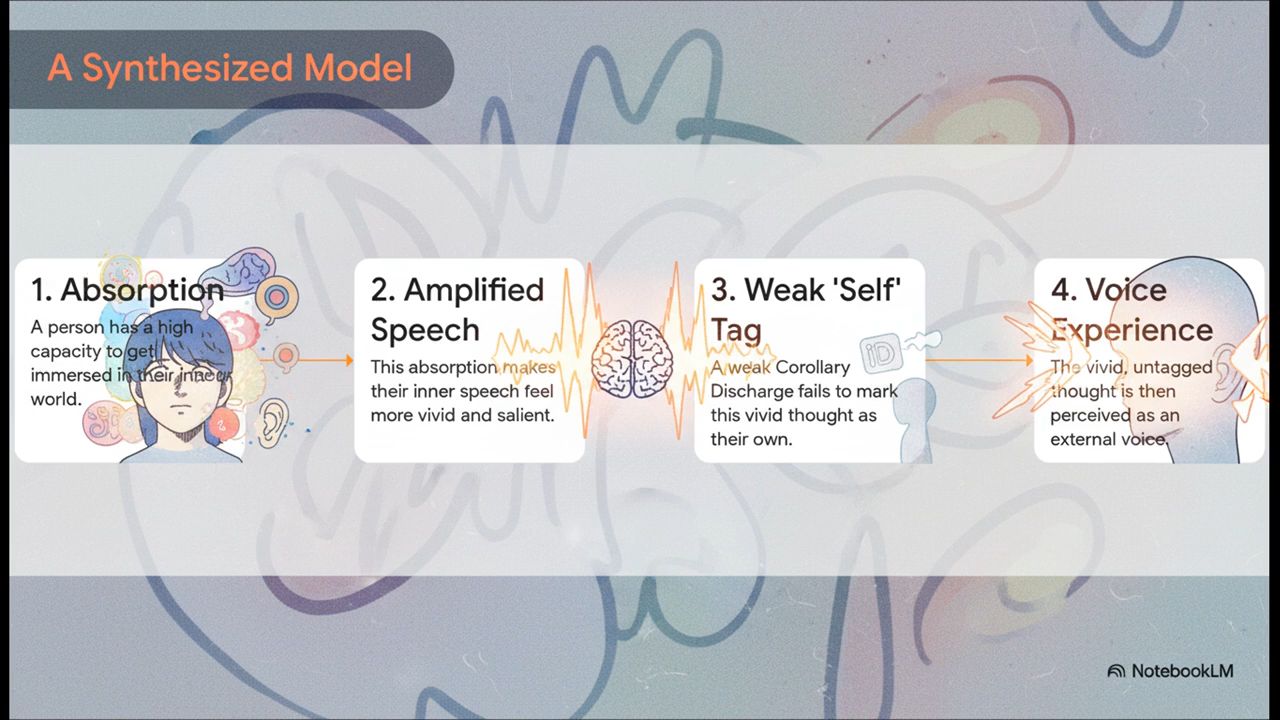 A Synthesized Model
1. Absorption
A person has a high
capacity to get
immersed in their inner
world.
2. Amplified
Speech
This absorption makes
their inner speech feel
more vivid and salient.
3. Weak 'Self'
Tag
A weak Corollary
Discharge fails to mark
this vivid thought as
their own.
iD
4. Voice
Experience
The vivid, untagged
thought is then
perceived as an
external voice.
NotebookLM